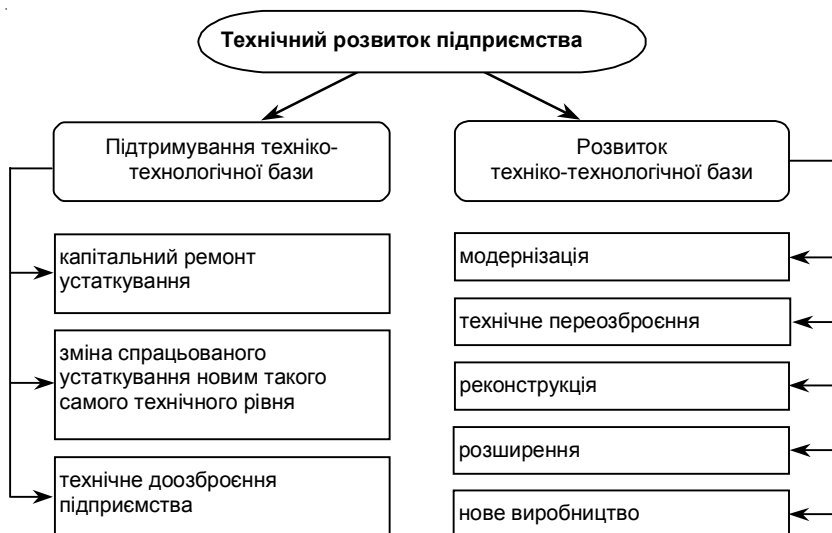 Технічний розвиток підприємства
Підтримування техніко-
технологічної бази
капітальний ремонт
устаткування
зміна спрацьованого
устаткування новим такого
самого технічного рівня
технічне доозброєння
підприємства
Розвиток
техніко-технологічної бази
модернізація
технічне переозброєння
реконструкція
розширення
нове виробництво